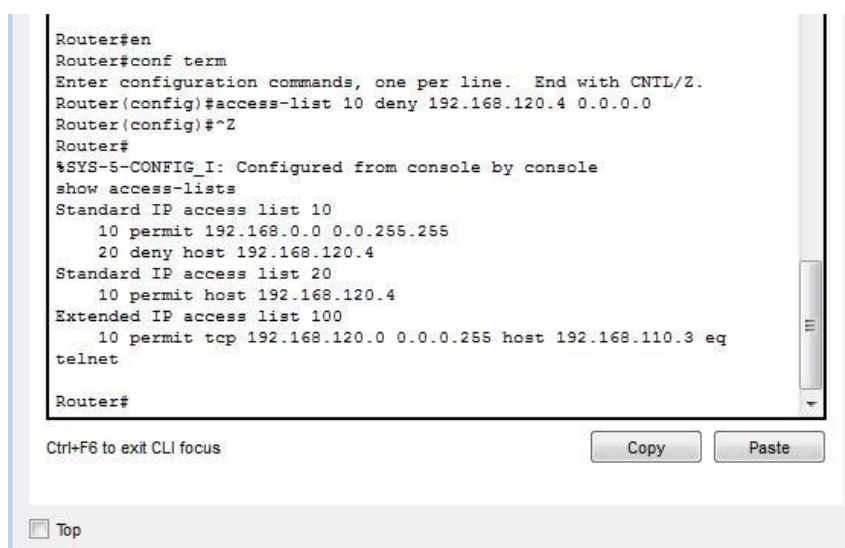 Router#en
Router#conf term
Enter configuration commands, one per line.  End with CNTL/Z.
Router(config)#access-list 10 deny 192.168.120.4 0.0.0.0
Router(config)#^Z
Router#
%SYS-5-CONFIG_I: Configured from console by console
show access-lists
Standard IP access list 10
    10 permit 192.168.0.0 0.0.255.255
    20 deny host 192.168.120.4
Standard IP access list 20
    10 permit host 192.168.120.4
Extended IP access list 100
    10 permit tcp 192.168.120.0 0.0.0.255 host 192.168.110.3 eq
telnet
Router#
Ctrl+F6 to exit CLI focus
Copy
Paste
Top